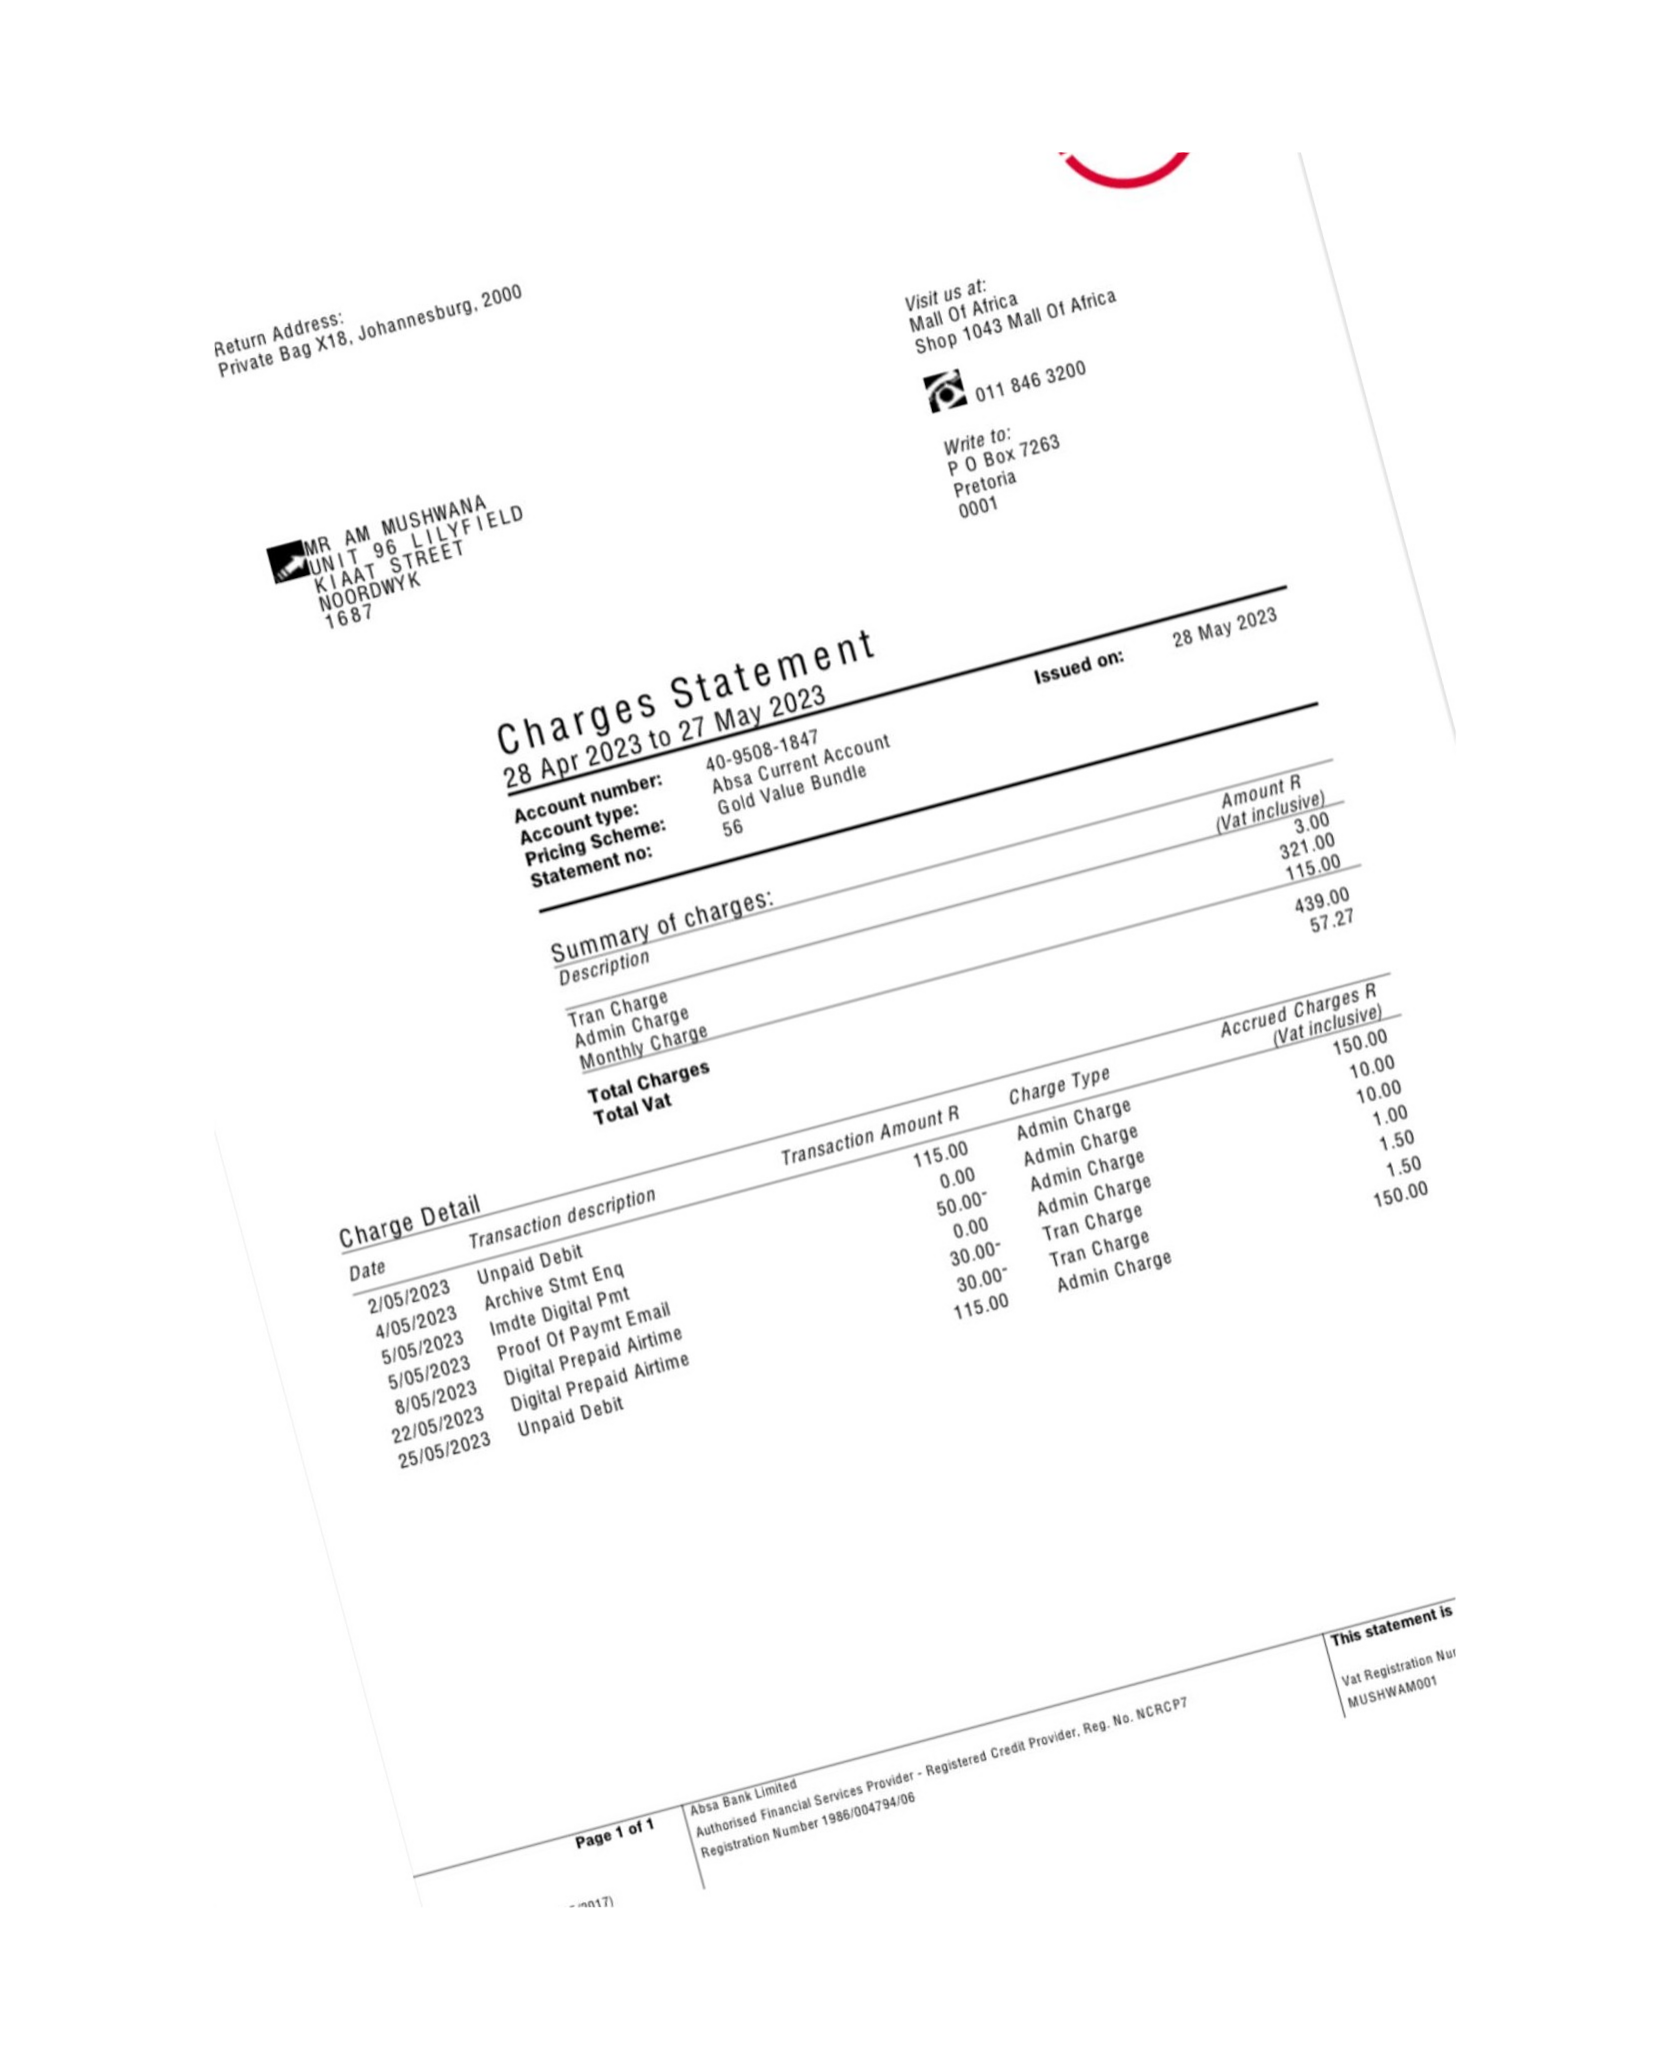 Return Address:
Private Bag X18, Johannesburg, 2000
Visit us at:
Mall Of Africa
Shop 1043 Mall Of Africa
011 846 3200
Write to:
P O Box 7263
Pretoria
0001
MR AM MUSHWANA
UNIT 96 LILYFIELD
KIAAT STREET
NOORDWYK
1687
Charges Statement
28 Apr 2023 to 27 May 2023
Issued on: 28 May 2023
Account number: 40-9508-1847
Account type: Absa Current Account
Pricing Scheme: Gold Value Bundle
Statement no: 56
Summary of charges:
Description Amount R
(Vat inclusive)
Tran Charge 3.00
Admin Charge 321.00
Monthly Charge 115.00
Total Charges 439.00
Total Vat 57.27
Charge Detail
Date Transaction description Transaction Amount R Charge Type Accrued Charges R
(Vat inclusive)
2/05/2023 Unpaid Debit 115.00 Admin Charge 150.00
4/05/2023 Archive Stmt Enq 0.00 Admin Charge 10.00
5/05/2023 Imdte Digital Pmt 50.00- Admin Charge 10.00
5/05/2023 Proof Of Paymt Email 0.00 Admin Charge 1.00
8/05/2023 Digital Prepaid Airtime 30.00- Tran Charge 1.50
22/05/2023 Digital Prepaid Airtime 30.00- Tran Charge 1.50
25/05/2023 Unpaid Debit 115.00 Admin Charge 150.00
This statement is
Vat Registration
MUSHWAM001
Page 1 of 1
Absa Bank Limited
Authorised Financial Services Provider - Registered Credit Provider, Reg. No. NCRCP7
Registration Number 1986/004794/06